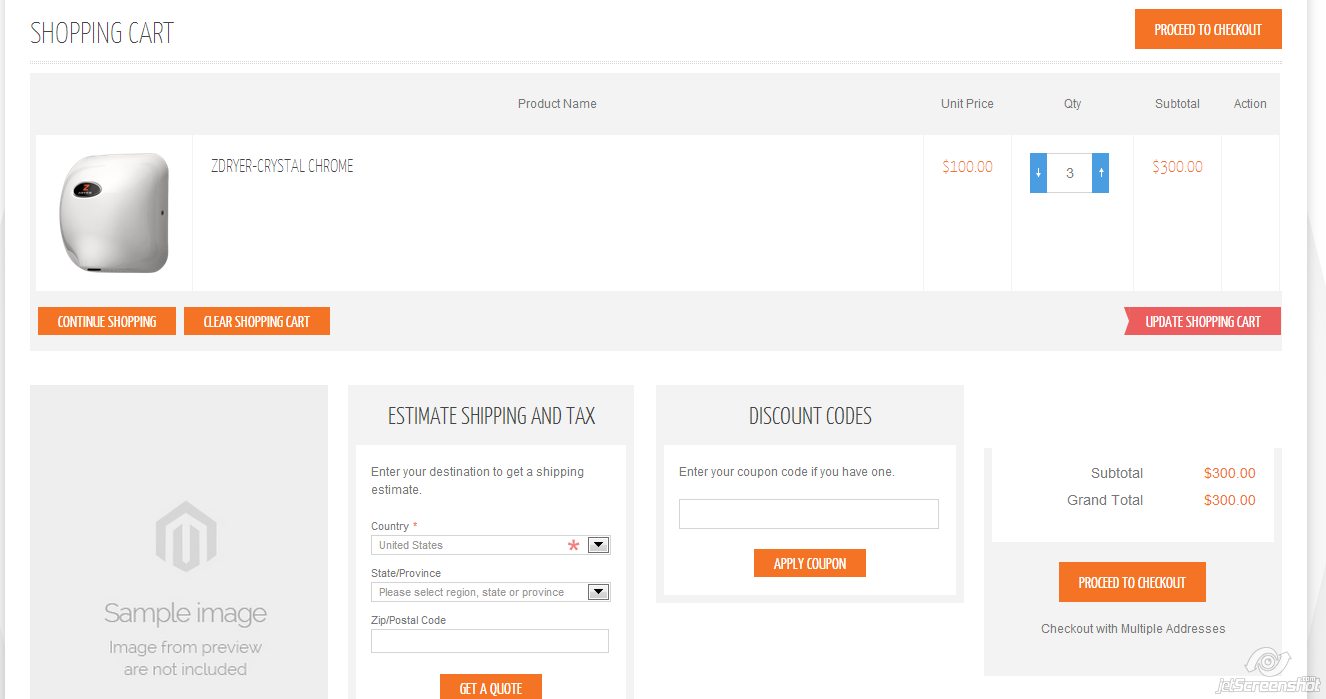 SHOPPING CART
PROCEED TO CHECKOUT
Product Name
Unit Price
Qty
Subtotal
Action
Z
ZDRYER-CRYSTAL CHROME
$100.00
3
$300.00
CONTINUE SHOPPING
CLEAR SHOPPING CART
UPDATE SHOPPING CART
Sample image
Image from preview
are not included
ESTIMATE SHIPPING AND TAX
Enter your destination to get a shipping
estimate.
Country *
United States *
State/Province
Please select region, state or province
Zip/Postal Code
GET A QUOTE
DISCOUNT CODES
Enter your coupon code if you have one.
APPLY COUPON
Subtotal $300.00
Grand Total $300.00
PROCEED TO CHECKOUT
Checkout with Multiple Addresses
jetScreenshot